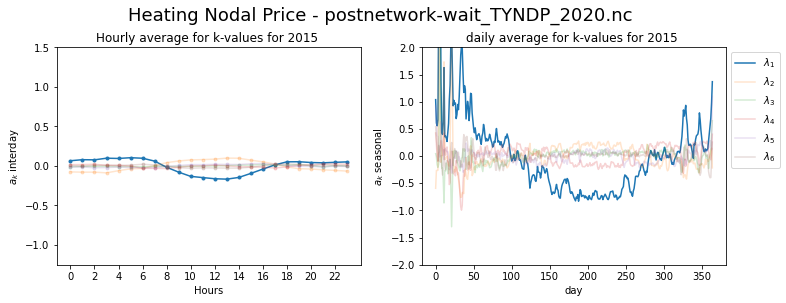 Heating Nodal Price - postnetwork-wait_TYNDP_2020.nc
Hourly average for k-values for 2015
1.5
1.0
0.5
0.0
−0.5
−1.0
a_k interday
0 2 4 6 8 10 12 14 16 18 20 22
Hours
daily average for k-values for 2015
2.0
1.5
1.0
0.5
0.0
−0.5
−1.0
−1.5
−2.0
a_k seasonal
0 50 100 150 200 250 300 350
day
λ₁
λ₂
λ₃
λ₄
λ₅
λ₆